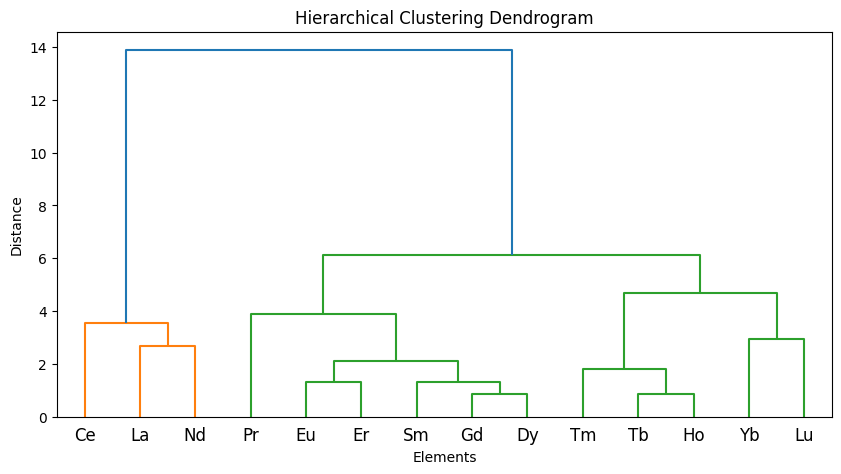 Hierarchical Clustering Dendrogram
14
12
10
8
6
4
2
0
Distance
Ce La Nd Pr Eu Er Sm Gd Dy Tm Tb Ho Yb Lu
Elements